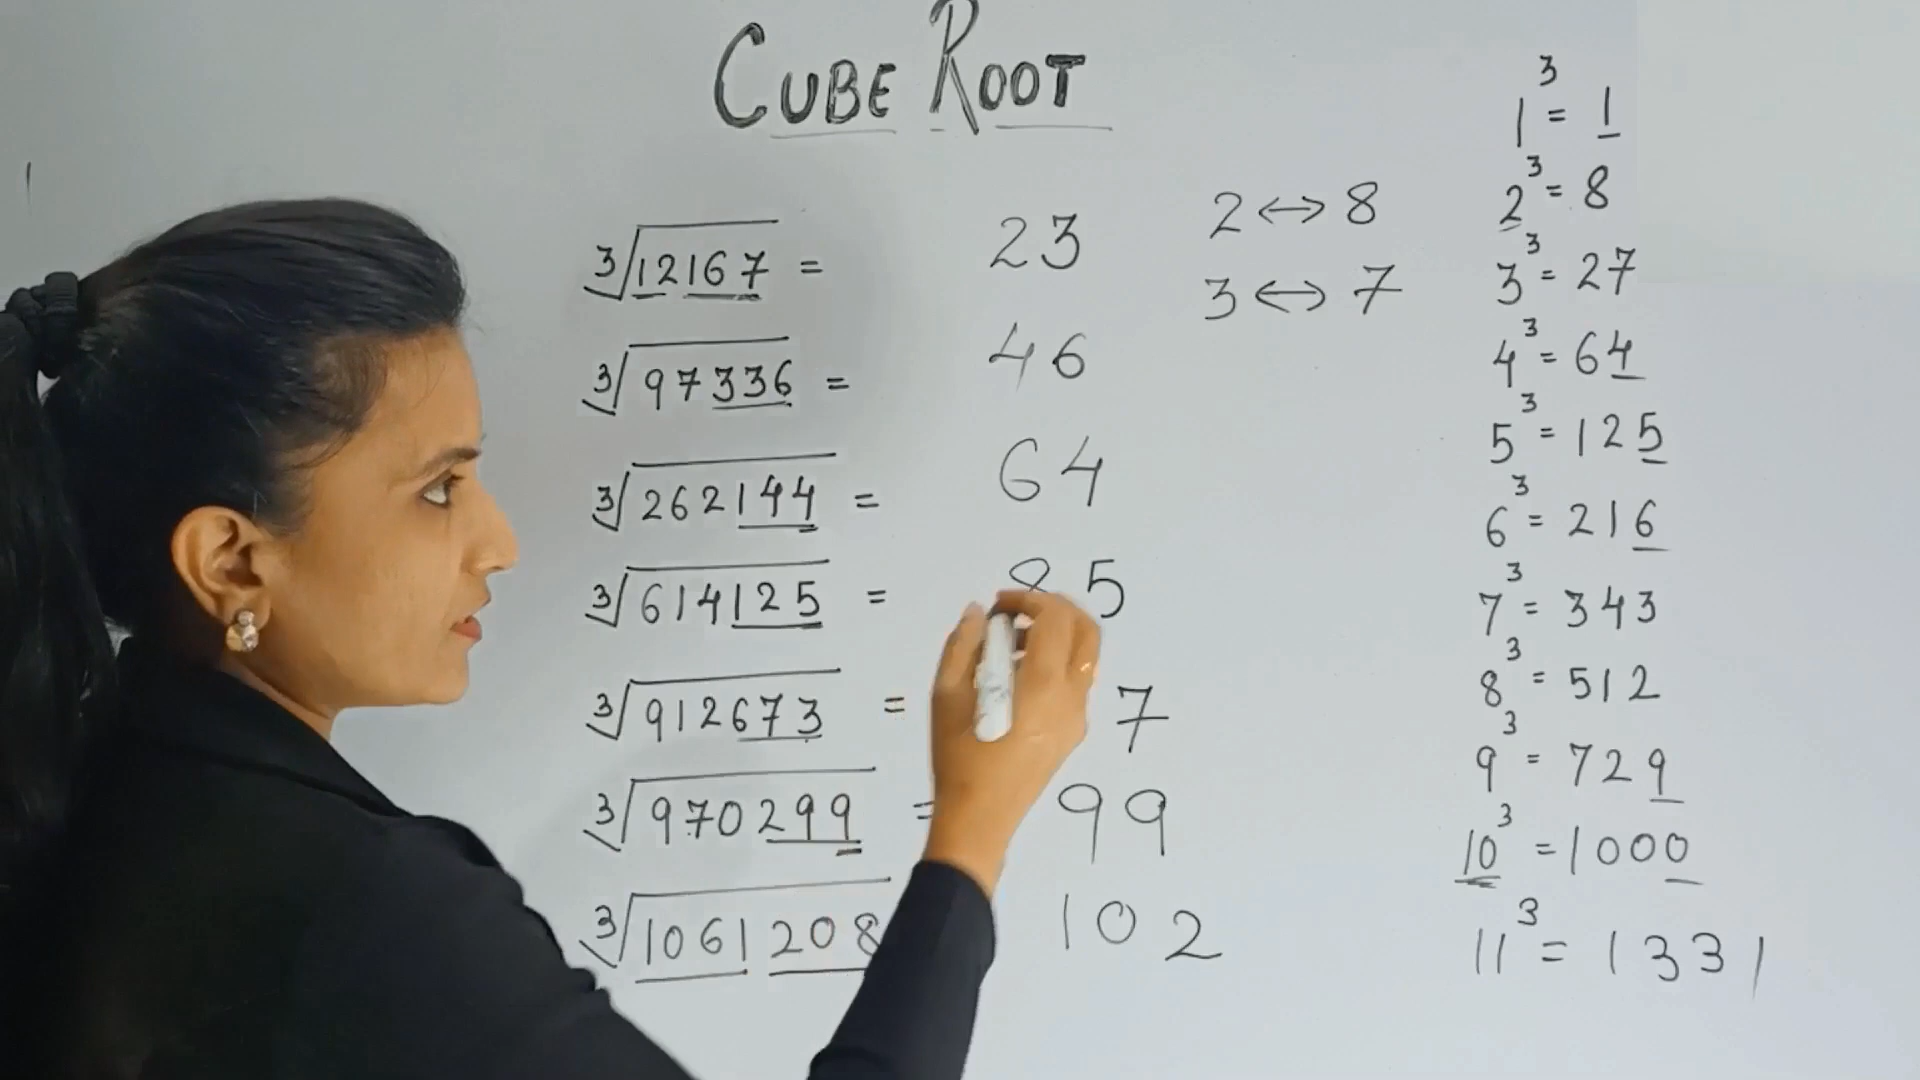 CUBE ROOT
∛12167 = 23
∛97336 = 46
∛262144 = 64
∛614125 = 85
∛912673 = 7
∛970299 = 99
∛1061208 102
2 ↔ 8
3 ↔ 7
1³ = 1
2³ = 8
3³ = 27
4³ = 64
5³ = 125
6³ = 216
7³ = 343
8³ = 512
9³ = 729
10³ = 1000
11³ = 1331